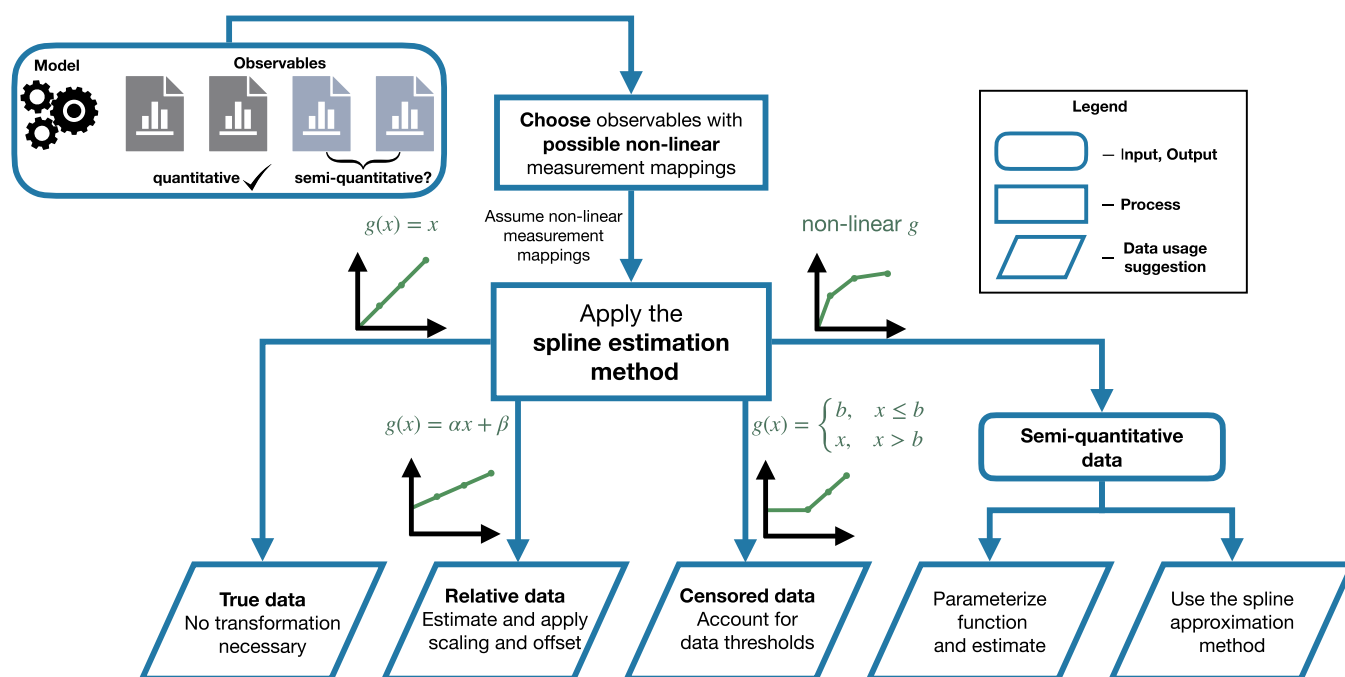 Model
Observables
quantitative
semi-quantitative?
Choose observables with
possible non-linear
measurement mappings
Legend
— Input, Output
— Process
— Data usage
suggestion
Assume non-linear
measurement
mappings
g(x) = x
non-linear g
Apply the
spline estimation
method
g(x) = αx + β
g(x) = { b, x ≤ b
x, x > b
Semi-quantitative
data
True data
No transformation
necessary
Relative data
Estimate and apply
scaling and offset
Censored data
Account for
data thresholds
Parameterize
function
and estimate
Use the spline
approximation
method